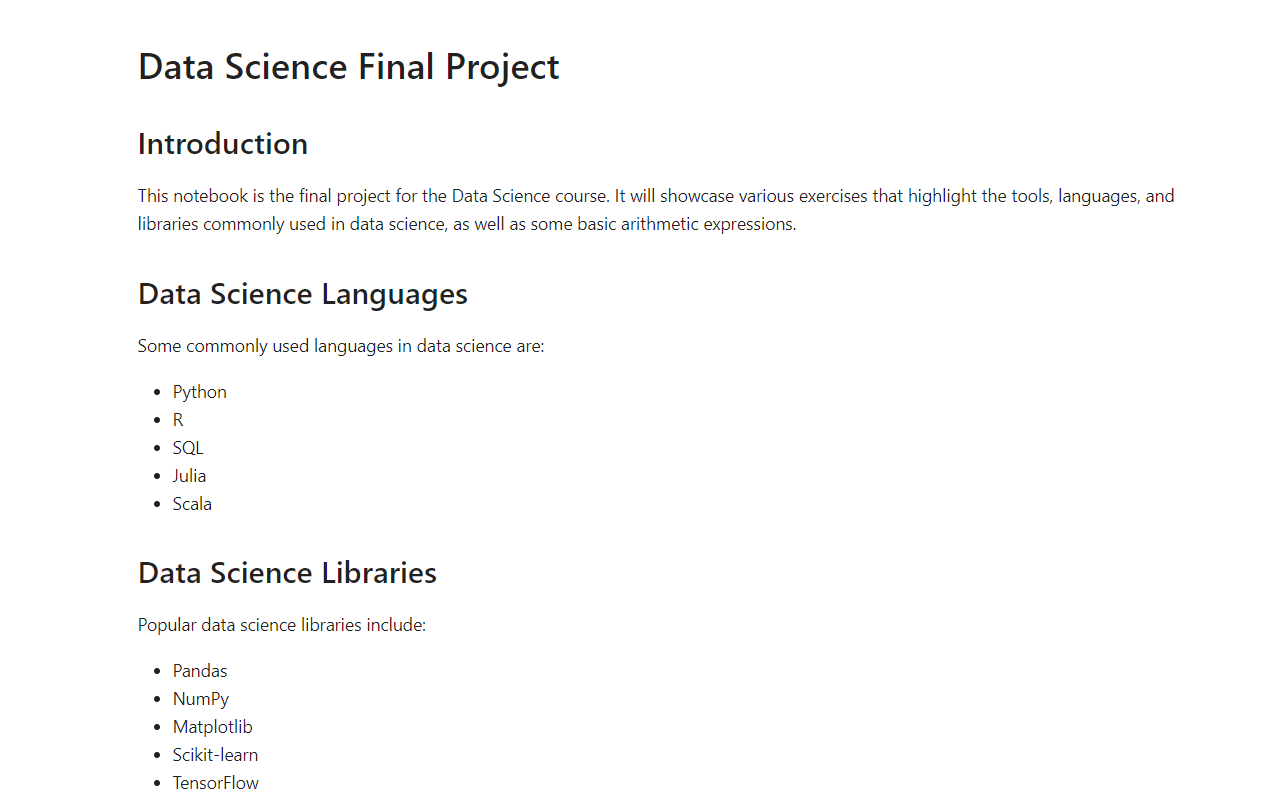 Data Science Final Project
Introduction
This notebook is the final project for the Data Science course. It will showcase various exercises that highlight the tools, languages, and
libraries commonly used in data science, as well as some basic arithmetic expressions.
Data Science Languages
Some commonly used languages in data science are:
• Python
• R
• SQL
• Julia
• Scala
Data Science Libraries
Popular data science libraries include:
• Pandas
• NumPy
• Matplotlib
• Scikit-learn
• TensorFlow